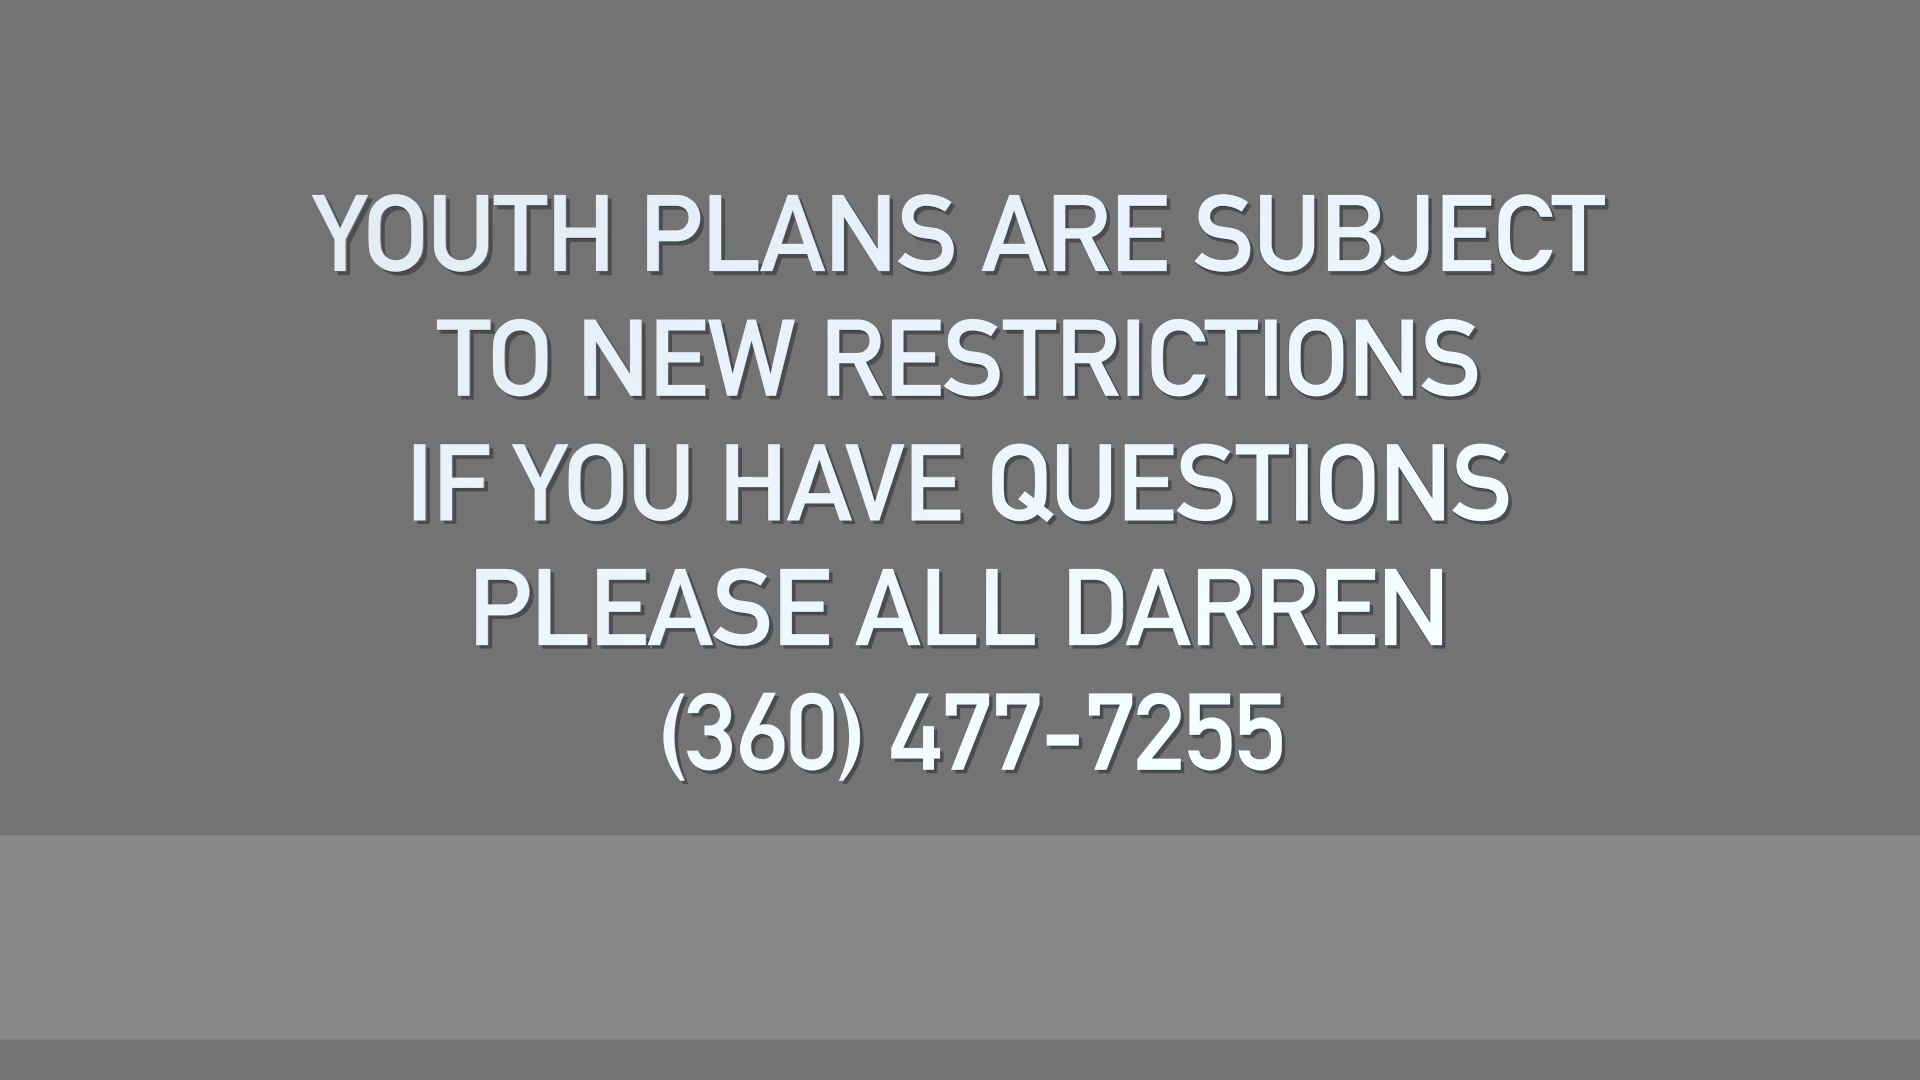 YOUTH PLANS ARE SUBJECT
TO NEW RESTRICTIONS
IF YOU HAVE QUESTIONS
PLEASE ALL DARREN
(360) 477-7255